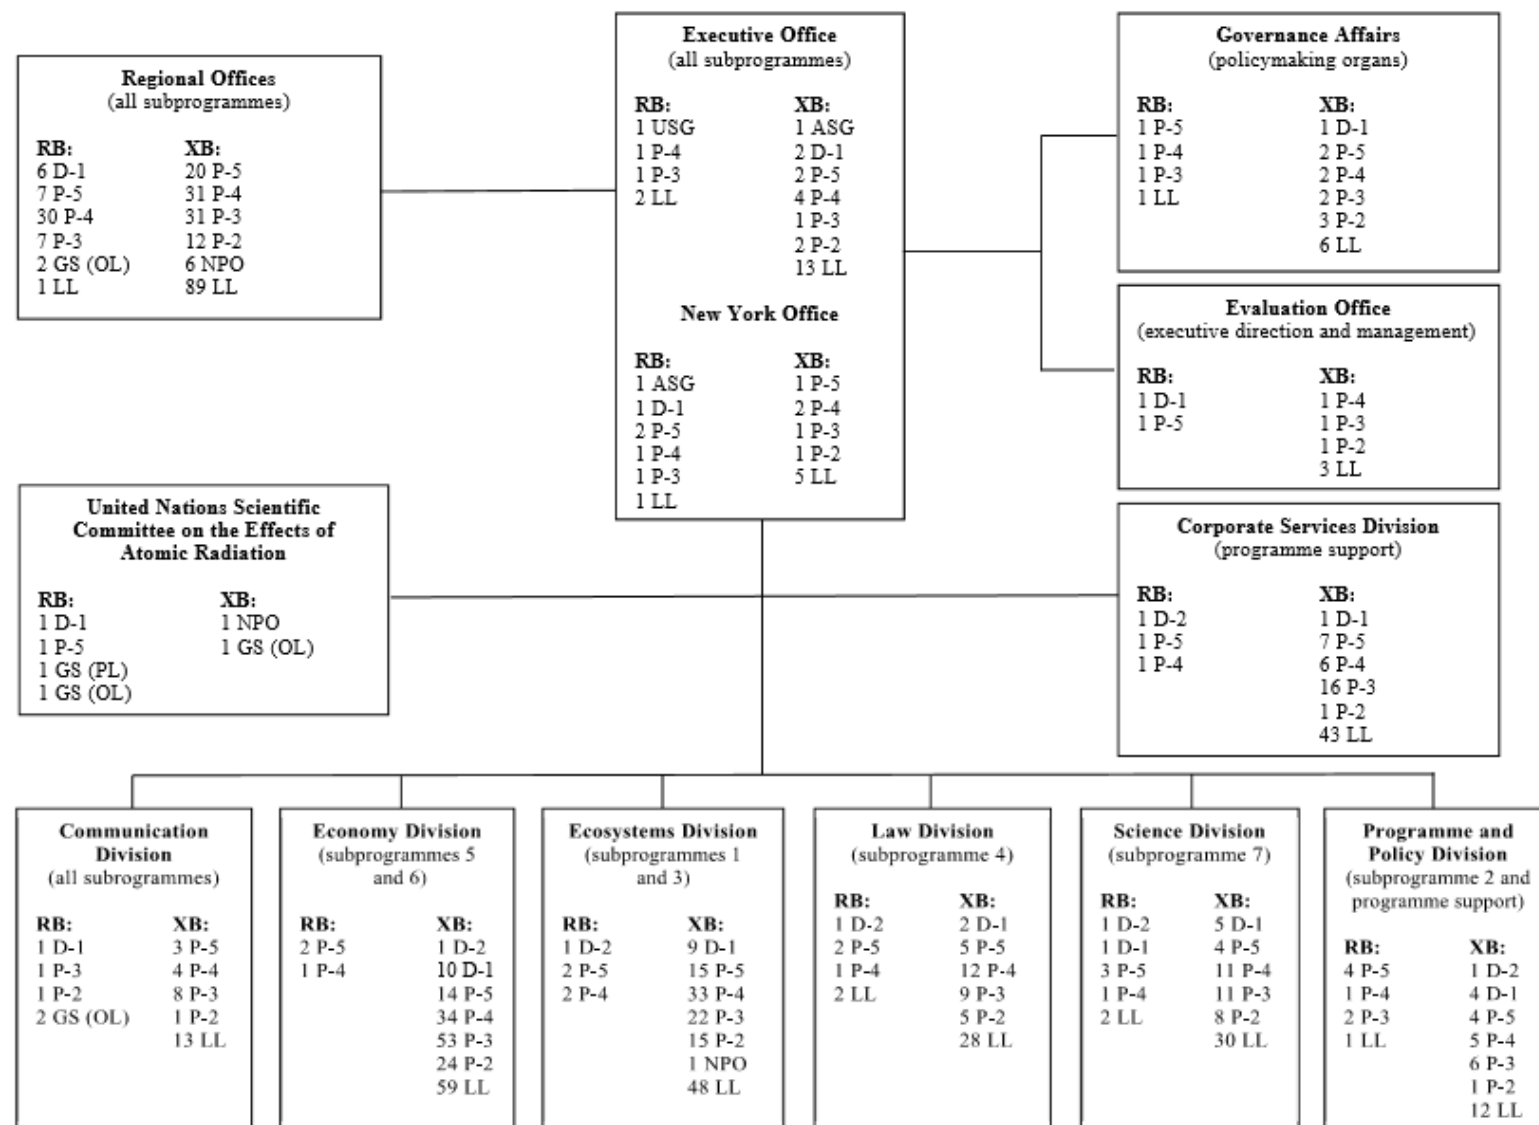 Regional Offices
(all subprogrammes)
RB:
6 D-1
7 P-5
30 P-4
7 P-3
2 GS (OL)
1 LL
XB:
20 P-5
31 P-4
31 P-3
12 P-2
6 NPO
89 LL
Executive Office
(all subprogrammes)
RB:
1 USG
1 P-4
1 P-3
2 LL
XB:
1 ASG
2 D-1
2 P-5
4 P-4
1 P-3
2 P-2
13 LL
New York Office
RB:
1 ASG
1 D-1
2 P-5
1 P-4
1 P-3
1 LL
XB:
1 P-5
2 P-4
1 P-3
1 P-2
5 LL
Governance Affairs
(policymaking organs)
RB:
1 P-5
1 P-4
1 P-3
1 LL
XB:
1 D-1
2 P-5
2 P-4
2 P-3
3 P-2
6 LL
Evaluation Office
(executive direction and management)
RB:
1 D-1
1 P-5
XB:
1 P-4
1 P-3
1 P-2
3 LL
United Nations Scientific
Committee on the Effects of
Atomic Radiation
RB:
1 D-1
1 P-5
1 GS (PL)
1 GS (OL)
XB:
1 NPO
1 GS (OL)
Corporate Services Division
(programme support)
RB:
1 D-2
1 P-5
1 P-4
XB:
1 D-1
7 P-5
6 P-4
16 P-3
1 P-2
43 LL
Communication
Division
(all subrogrammes)
RB:
1 D-1
1 P-3
1 P-2
2 GS (OL)
XB:
3 P-5
4 P-4
8 P-3
1 P-2
13 LL
Economy Division
(subprogrammes 5
and 6)
RB:
2 P-5
1 P-4
XB:
1 D-2
10 D-1
14 P-5
34 P-4
53 P-3
24 P-2
59 LL
Ecosystems Division
(subprogrammes 1
and 3)
RB:
1 D-2
2 P-5
2 P-4
XB:
9 D-1
15 P-5
33 P-4
22 P-3
15 P-2
1 NPO
48 LL
Law Division
(subprogramme 4)
RB:
1 D-2
2 P-5
1 P-4
2 LL
XB:
2 D-1
5 P-5
12 P-4
9 P-3
5 P-2
28 LL
Science Division
(subprogramme 7)
RB:
1 D-2
1 D-1
3 P-5
1 P-4
2 LL
XB:
5 D-1
4 P-5
11 P-4
11 P-3
8 P-2
30 LL
Programme and
Policy Division
(subprogramme 2 and
programme support)
RB:
4 P-5
1 P-4
2 P-3
1 LL
XB:
1 D-2
4 D-1
4 P-5
5 P-4
6 P-3
1 P-2
12 LL